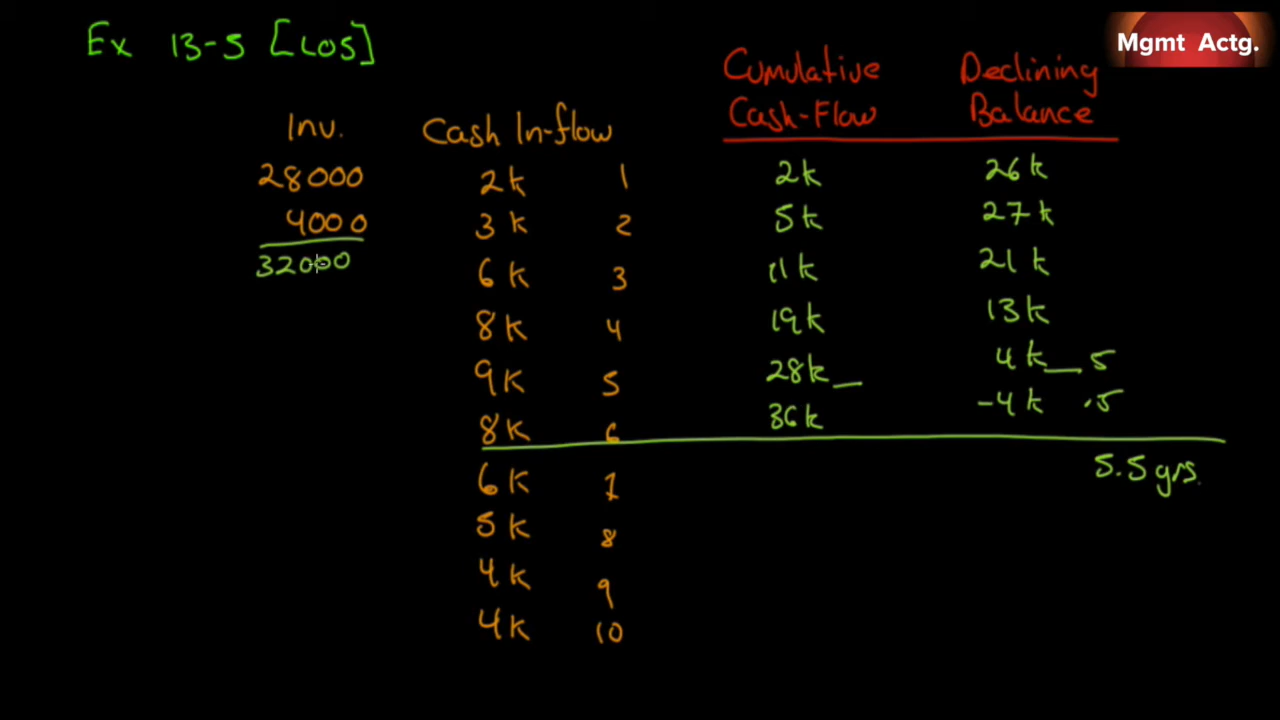 Ex 13-5 [LO5]
Mgmt Actg.
Cumulative Declining
Cash-Flow Balance
Inv. Cash In-flow
28000 2k 1 2k 26k
4000 3k 2 5k 27k
32000 6k 3 11k 21k
8k 4 19k 13k
9k 5 28k 4k 5
8k 6 36k -4k .5
5.5 yrs.
6k 7
5k 8
4k 9
4k 10